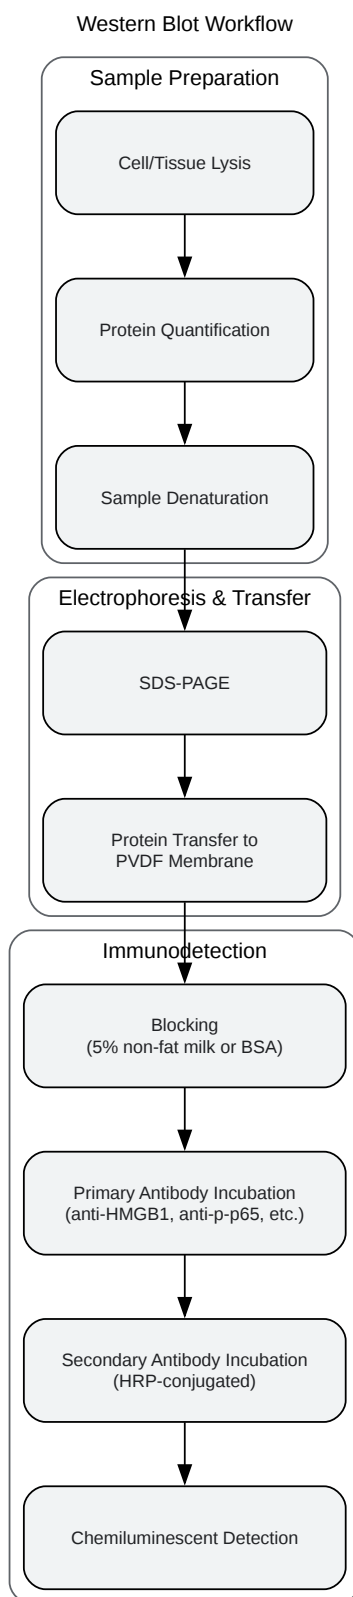 Western Blot Workflow
Sample Preparation
Cell/Tissue Lysis
Protein Quantification
Sample Denaturation
Electrophoresis & Transfer
SDS-PAGE
Protein Transfer to
PVDF Membrane
Immunodetection
Blocking
(5% non-fat milk or BSA)
Primary Antibody Incubation
(anti-HMGB1, anti-p-p65, etc.)
Secondary Antibody Incubation
(HRP-conjugated)
Chemiluminescent Detection